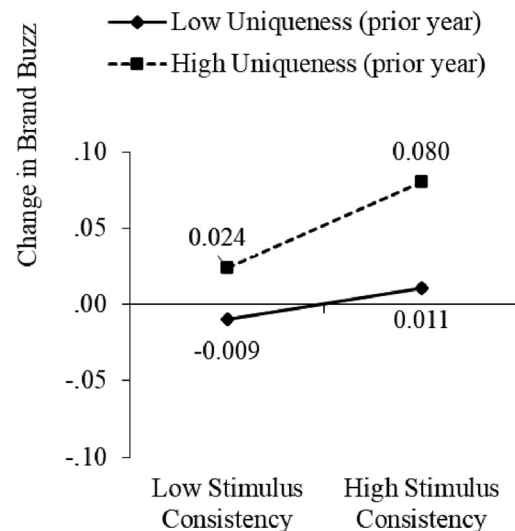 Low Uniqueness (prior year)
High Uniqueness (prior year)
Change in Brand Buzz
.10
.05
.00
-.05
-.10
0.080
0.024
0.011
-0.009
Low Stimulus
Consistency
High Stimulus
Consistency